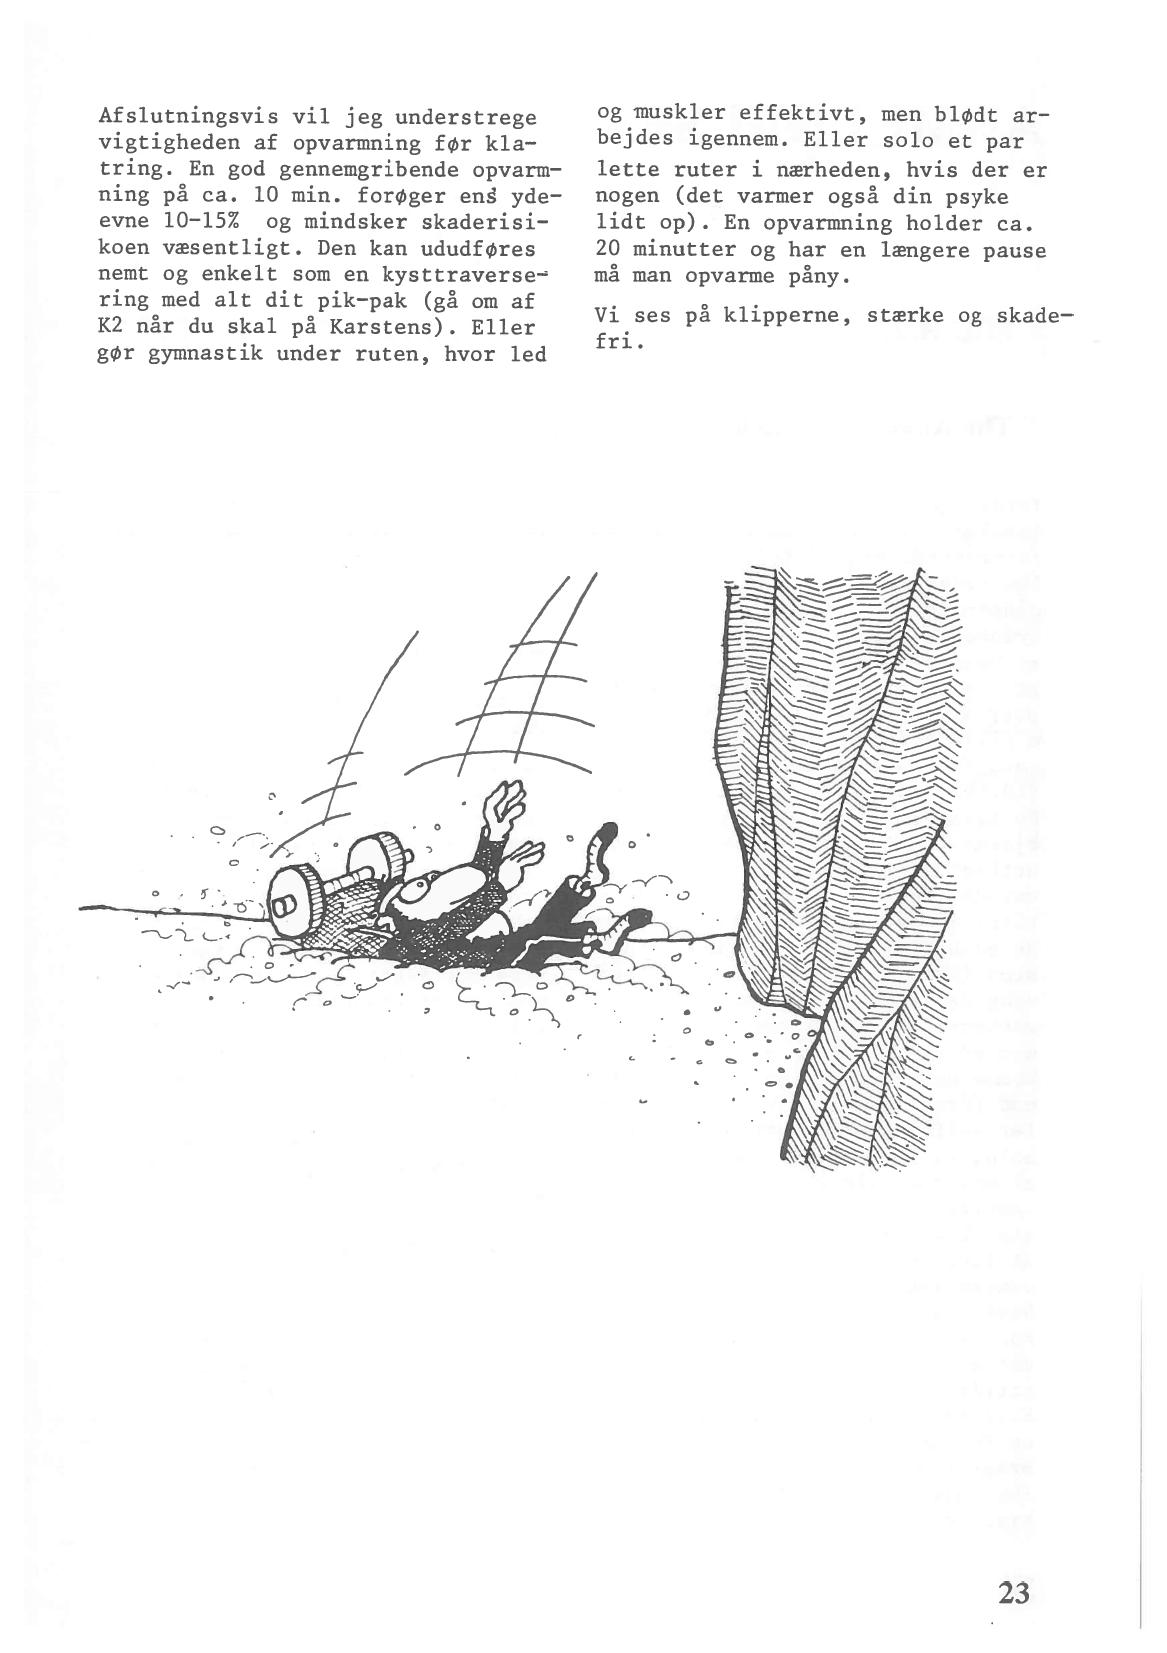 Afslutningsvis vil jeg understrege
vigtigheden af opvarmning før kla-
tring. En god gennemgribende opvarm-
ning på ca. 10 min. forøger ens yde-
evne 10-15% og mindsker skaderisi-
koen væsentligt. Den kan ududføres
nemt og enkelt som en kysttraverse-
ring med alt dit pik-pak (gå om af
K2 når du skal på Karstens). Eller
gør gymnastik under ruten, hvor led
og muskler effektivt, men blødt ar-
bejdes igennem. Eller solo et par
lette ruter i nærheden, hvis der er
nogen (det varmer også din psyke
lidt op). En opvarmning holder ca.
20 minutter og har en længere pause
må man opvarme påny.
Vi ses på klipperne, stærke og skade-
fri.
23